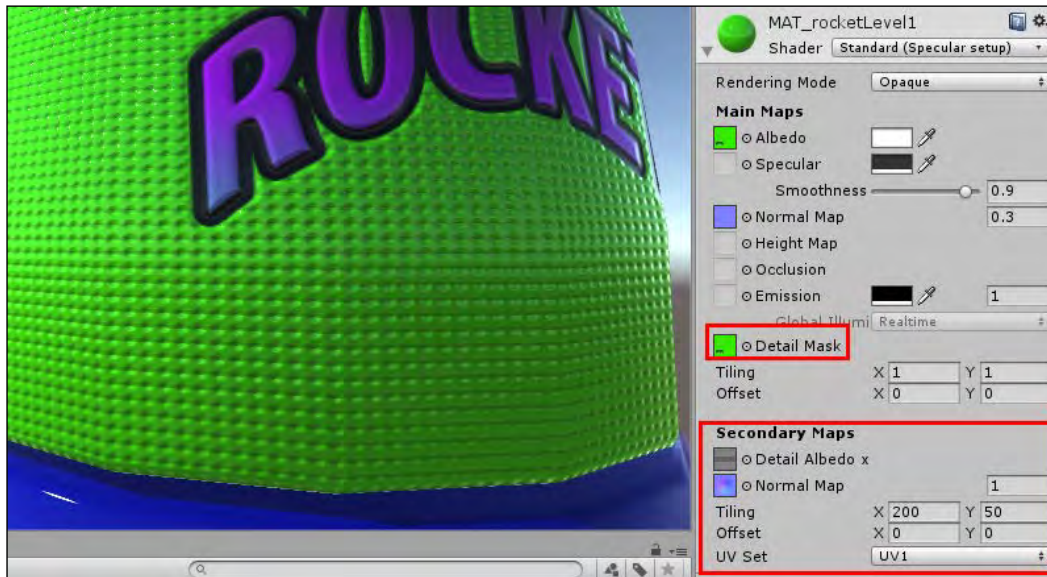 ROCKE
MAT_rocketLevel1
Shader Standard (Specular setup)
Rendering Mode Opaque
Main Maps
Albedo
Specular
Smoothness 0.9
Normal Map 0.3
Height Map
Occlusion
Emission 1
Global Illumi Realtime
Detail Mask
Tiling X 1 Y 1
Offset X 0 Y 0
Secondary Maps
Detail Albedo x
Normal Map 1
Tiling X 200 Y 50
Offset X 0 Y 0
UV Set UV1